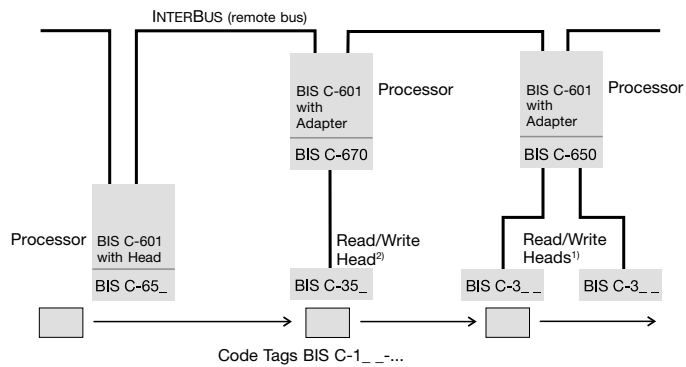 INTERBUS (remote bus)
BIS C-601
with
Adapter
BIS C-670
Processor
BIS C-601
with
Adapter
BIS C-650
Processor
Processor
BIS C-601
with Head
BIS C-65_
Read/Write
Head2)
BIS C-35_
Read/Write
Heads1)
BIS C-3_ _
BIS C-3_ _
Code Tags BIS C-1_ _-...